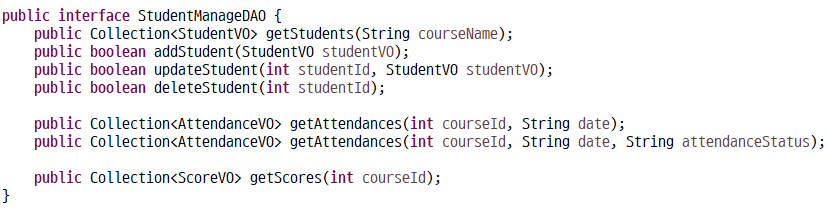 public interface StudentManageDAO {
public Collection<StudentVO> getStudents(String courseName);
public boolean addStudent(StudentVO studentVO);
public boolean updateStudent(int studentId, StudentVO studentVO);
public boolean deleteStudent(int studentId);
public Collection<AttendanceVO> getAttendances(int courseId, String date);
public Collection<AttendanceVO> getAttendances(int courseId, String date, String attendanceStatus);
public Collection<ScoreVO> getScores(int courseId);
}